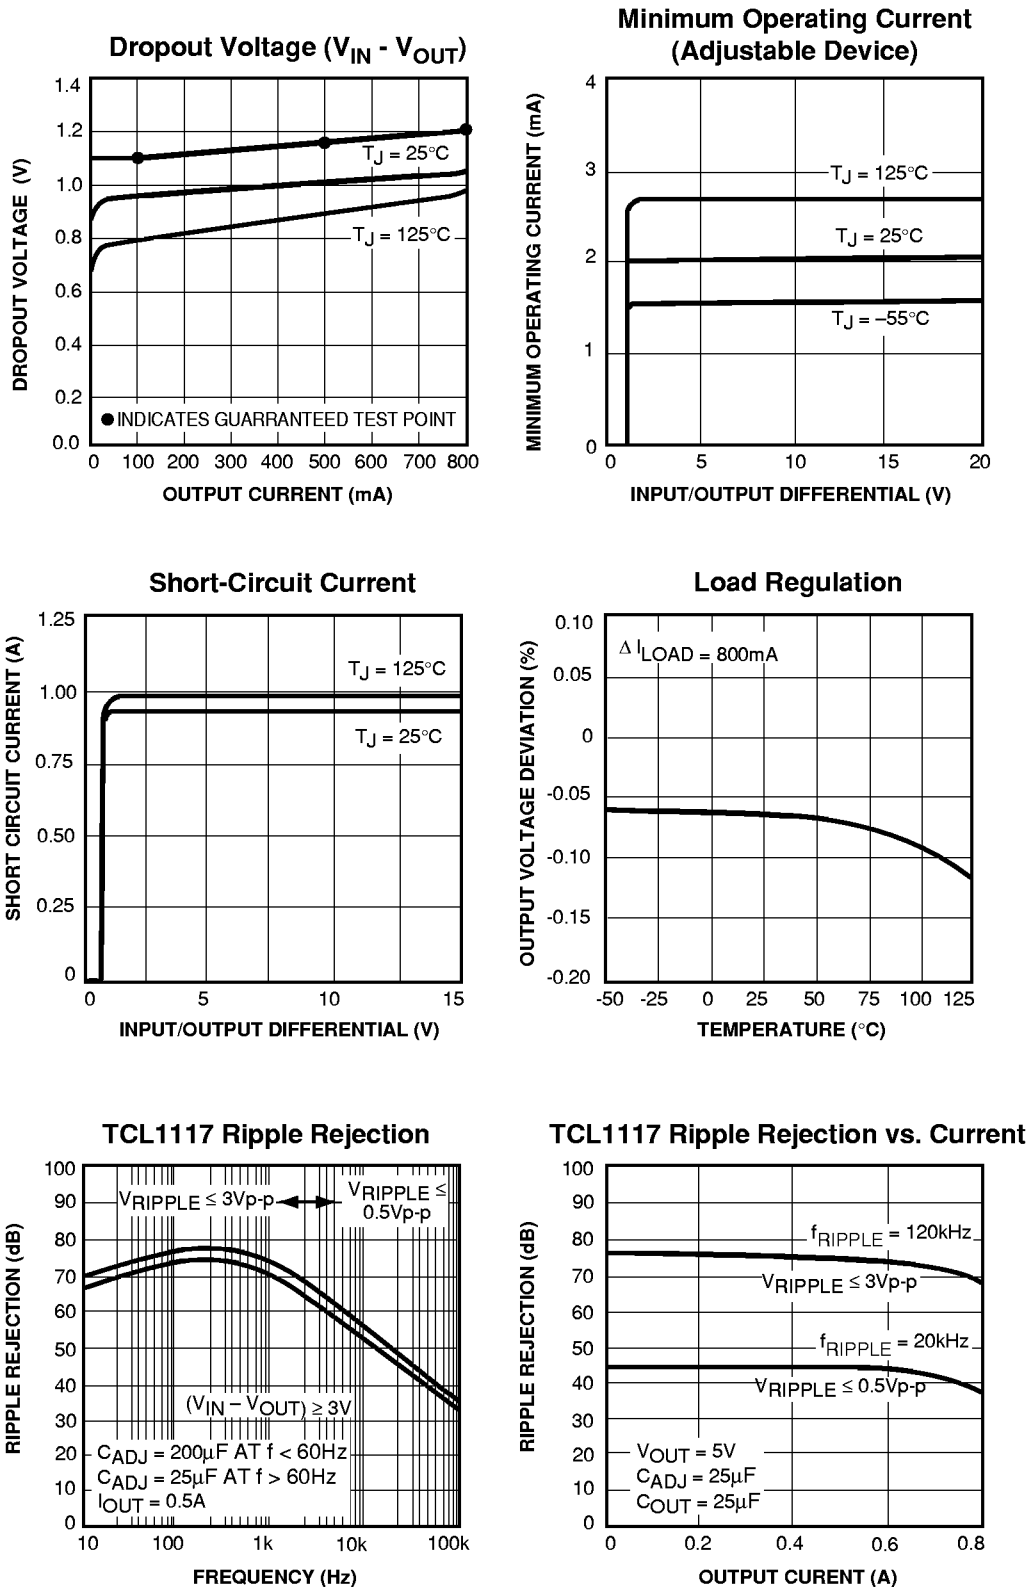 Dropout Voltage (VIN - VOUT)
1.4
1.2
1.0
0.8
0.6
0.4
0.2
0.0
DROPOUT VOLTAGE (V)
TJ = 25°C
TJ = 125°C
● INDICATES GUARRANTEED TEST POINT
0 100 200 300 400 500 600 700 800
OUTPUT CURRENT (mA)
Minimum Operating Current
(Adjustable Device)
4
3
2
1
0
MINIMUM OPERATING CURRENT (mA)
TJ = 125°C
TJ = 25°C
TJ = –55°C
0 5 10 15 20
INPUT/OUTPUT DIFFERENTIAL (V)
Short-Circuit Current
1.25
1.00
0.75
0.50
0.25
0
SHORT CIRCUIT CURRENT (A)
TJ = 125°C
TJ = 25°C
0 5 10 15
INPUT/OUTPUT DIFFERENTIAL (V)
Load Regulation
0.10
0.05
0
-0.05
-0.10
-0.15
-0.20
OUTPUT VOLTAGE DEVIATION (%)
Δ ILOAD = 800mA
-50 -25 0 25 50 75 100 125
TEMPERATURE (°C)
TCL1117 Ripple Rejection
100
90
80
70
60
50
40
30
20
10
0
RIPPLE REJECTION (dB)
VRIPPLE ≤ 3Vp-p
VRIPPLE ≤
0.5Vp-p
(VIN – VOUT) ≥ 3V
CADJ = 200µF AT f < 60Hz
CADJ = 25µF AT f > 60Hz
IOUT = 0.5A
10 100 1k 10k 100k
FREQUENCY (Hz)
TCL1117 Ripple Rejection vs. Current
100
90
80
70
60
50
40
30
20
10
0
RIPPLE REJECTION (dB)
fRIPPLE = 120kHz
VRIPPLE ≤ 3Vp-p
fRIPPLE = 20kHz
VRIPPLE ≤ 0.5Vp-p
VOUT = 5V
CADJ = 25µF
COUT = 25µF
0 0.2 0.4 0.6 0.8
OUTPUT CURENT (A)